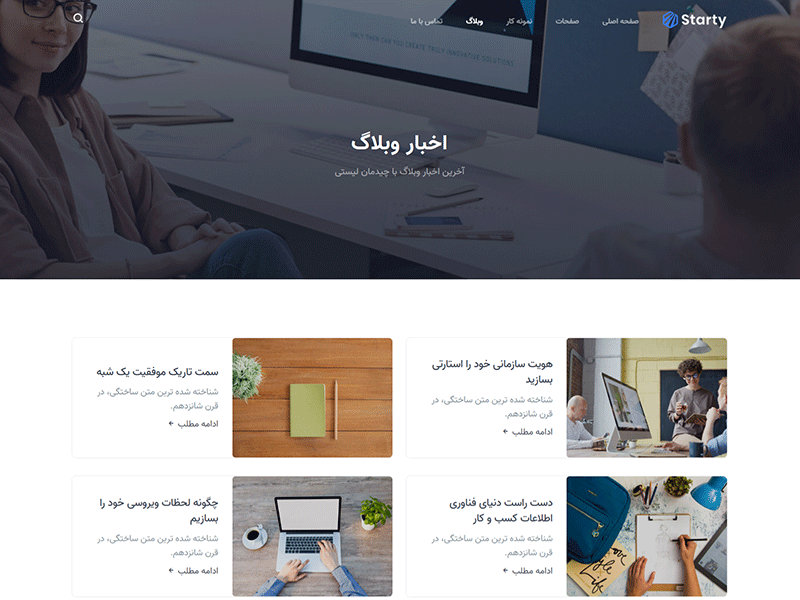 Starty
صفحه اصلی
صفحات
نمونه کار
وبلاگ
تماس با ما
ONLY THEN CAN YOU CREATE TRULY INNOVATIVE SOLUTIONS
اخبار وبلاگ
آخرین اخبار وبلاگ با چیدمان لیستی
هویت سازمانی خود را استارتی
بسازید
شناخته شده ترین متن ساختگی، در
قرن شانزدهم.
ادامه مطلب
سمت تاریک موفقیت یک شبه
شناخته شده ترین متن ساختگی، در
قرن شانزدهم.
ادامه مطلب
دست راست دنیای فناوری
اطلاعات کسب و کار
شناخته شده ترین متن ساختگی، در
قرن شانزدهم.
ادامه مطلب
You
Life
چگونه لحظات ویروسی خود را
بسازیم
شناخته شده ترین متن ساختگی، در
قرن شانزدهم.
ادامه مطلب